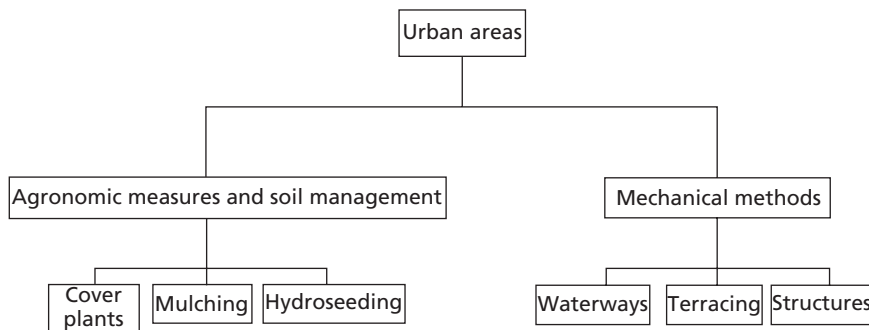 Urban areas
Agronomic measures and soil management
Mechanical methods
Cover
plants
Mulching
Hydroseeding
Waterways
Terracing
Structures